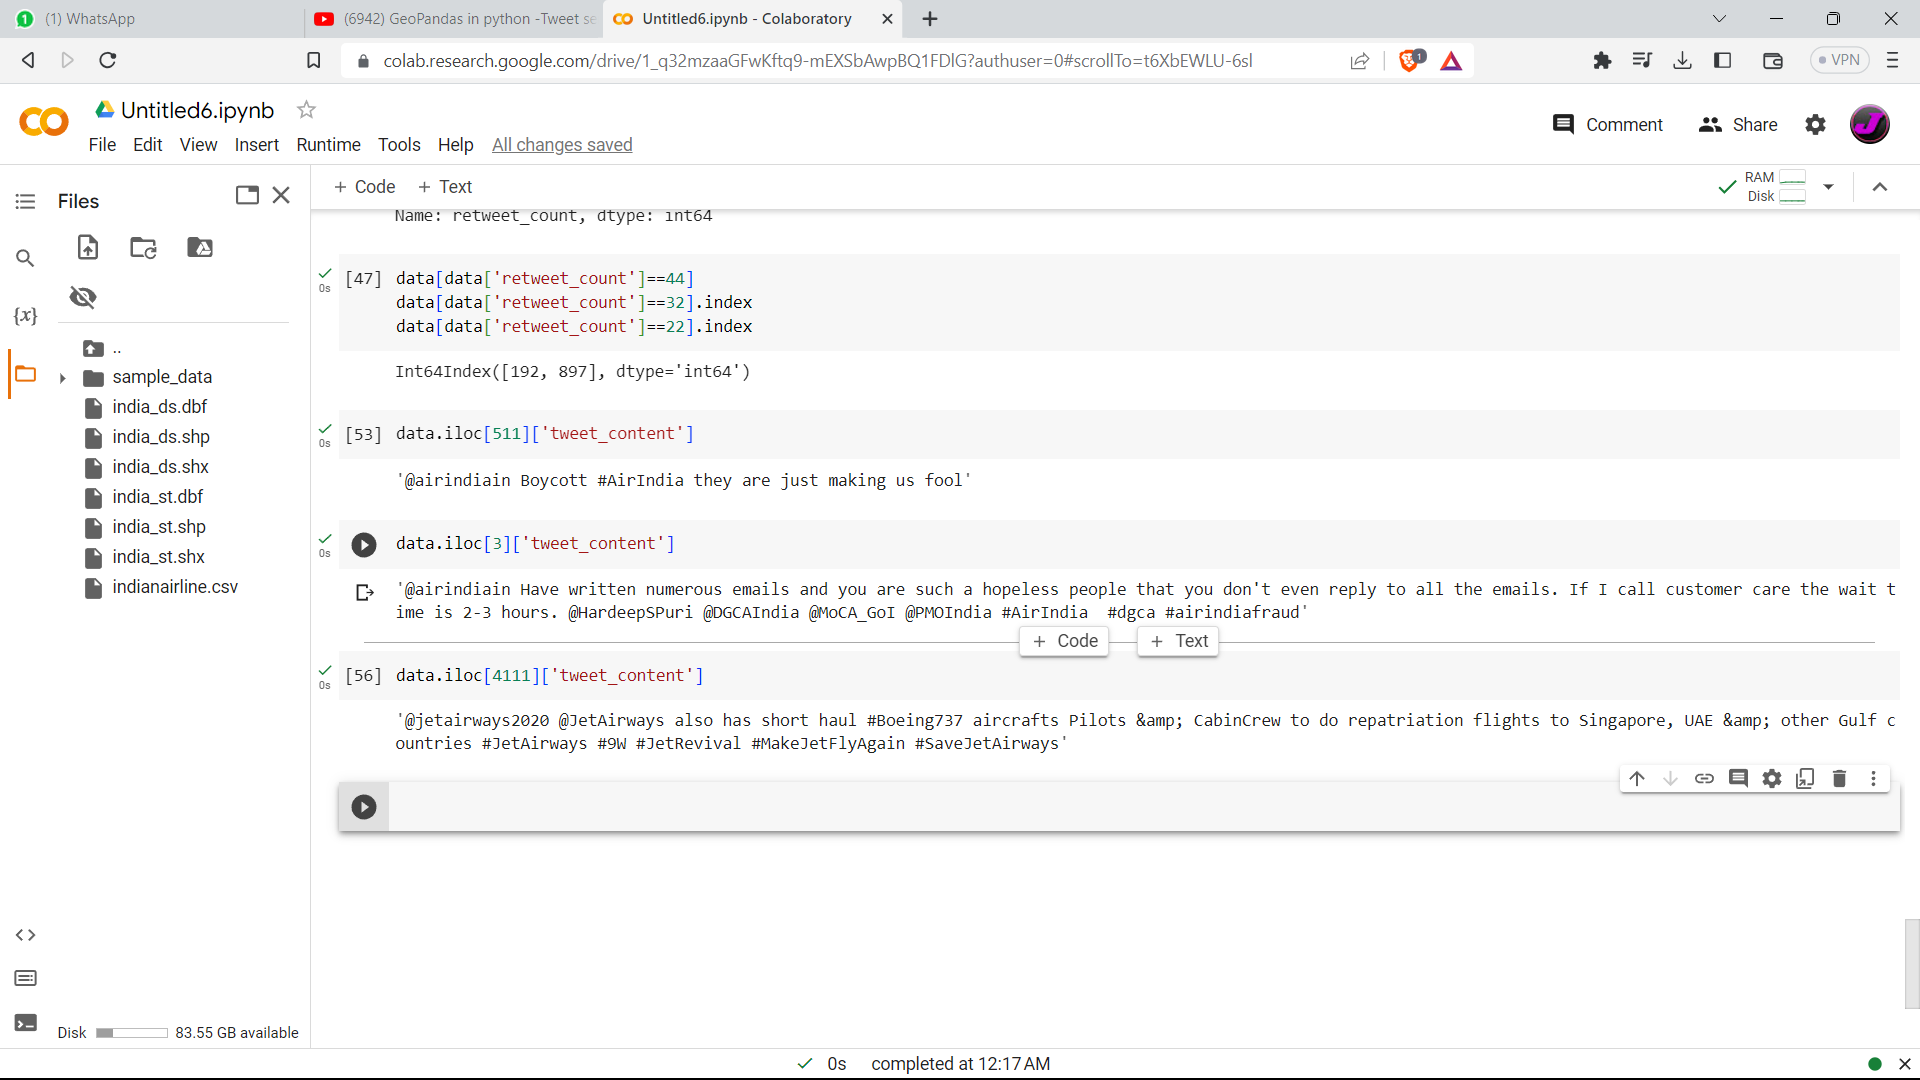 (1) WhatsApp
(6942) GeoPandas in python -Tweet se
Untitled6.ipynb - Colaboratory
colab.research.google.com/drive/1_q32mzaaGFwKftq9-mEXSbAwpBQ1FDlG?authuser=0#scrollTo=t6XbEWLU-6sl
1
VPN
Untitled6.ipynb
File Edit View Insert Runtime Tools Help All changes saved
Comment
Share
Files
+ Code + Text
RAM
Disk
..
sample_data
india_ds.dbf
india_ds.shp
india_ds.shx
india_st.dbf
india_st.shp
india_st.shx
indianairline.csv
Disk 83.55 GB available
Name: retweet_count, dtype: int64
0s [47] data[data['retweet_count']==44]
data[data['retweet_count']==32].index
data[data['retweet_count']==22].index
Int64Index([192, 897], dtype='int64')
0s [53] data.iloc[511]['tweet_content']
'@airindiain Boycott #AirIndia they are just making us fool'
0s data.iloc[3]['tweet_content']
'@airindiain Have written numerous emails and you are such a hopeless people that you don't even reply to all the emails. If I call customer care the wait t
ime is 2-3 hours. @HardeepSPuri @DGCAIndia @MoCA_GoI @PMOIndia #AirIndia  #dgca #airindiafraud'
+ Code + Text
0s [56] data.iloc[4111]['tweet_content']
'@jetairways2020 @JetAirways also has short haul #Boeing737 aircrafts Pilots &amp; CabinCrew to do repatriation flights to Singapore, UAE &amp; other Gulf c
ountries #JetAirways #9W #JetRevival #MakeJetFlyAgain #SaveJetAirways'
0s completed at 12:17 AM